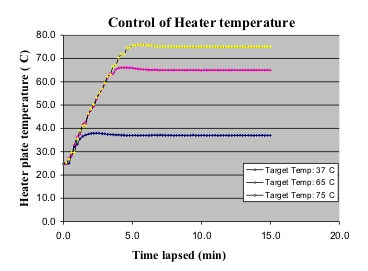 Control of Heater temperature
Heater plate temperature ( C)
80.0
70.0
60.0
50.0
40.0
30.0
20.0
10.0
0.0
Target Temp: 37 C
Target Temp: 65 C
Target Temp: 75 C
0.0 5.0 10.0 15.0 20.0
Time lapsed (min)